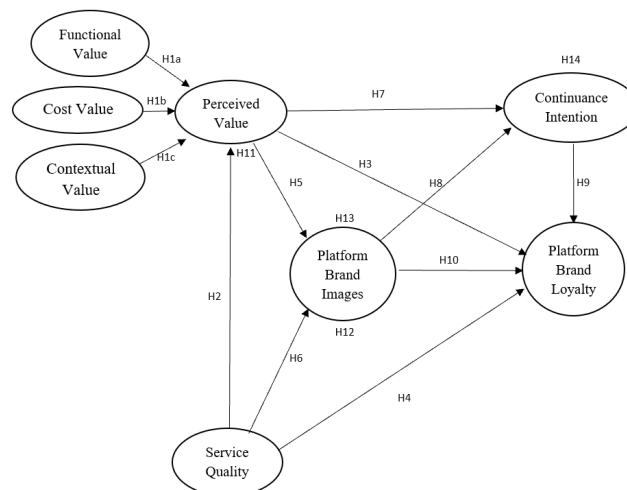 Functional
Value
H1a
H14
H7
Continuance
Intention
Cost Value
H1b
Perceived
Value
H1c
Contextual
Value
H11
H5
H3
H8
H9
H13
Platform
Brand
Images
H10
Platform
Brand
Loyalty
H2
H12
H6
H4
Service
Quality